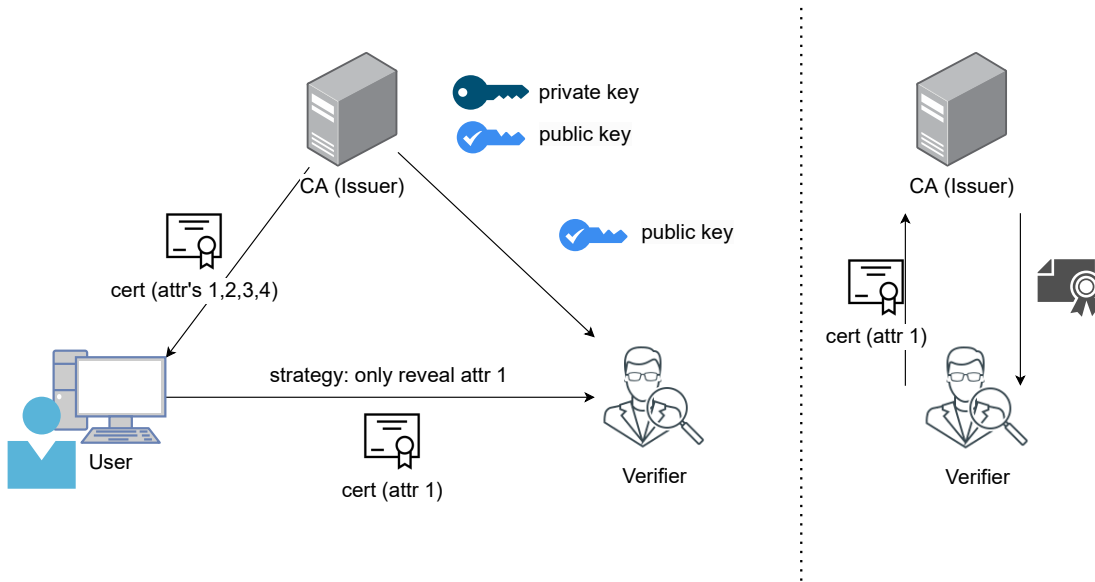 private key
public key
CA (Issuer)
public key
cert (attr's 1,2,3,4)
strategy: only reveal attr 1
User
cert (attr 1)
Verifier
CA (Issuer)
cert (attr 1)
Verifier